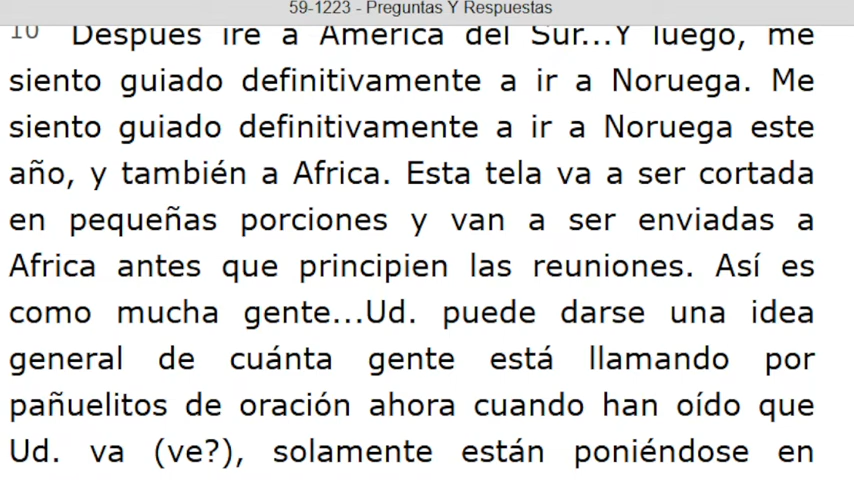 59-1223 - Preguntas Y Respuestas
10 Después iré a América del Sur...Y luego, me
siento guiado definitivamente a ir a Noruega. Me
siento guiado definitivamente a ir a Noruega este
año, y también a Africa. Esta tela va a ser cortada
en pequeñas porciones y van a ser enviadas a
Africa antes que principien las reuniones. Así es
como mucha gente...Ud. puede darse una idea
general de cuánta gente está llamando por
pañuelitos de oración ahora cuando han oído que
Ud. va (ve?), solamente están poniéndose en